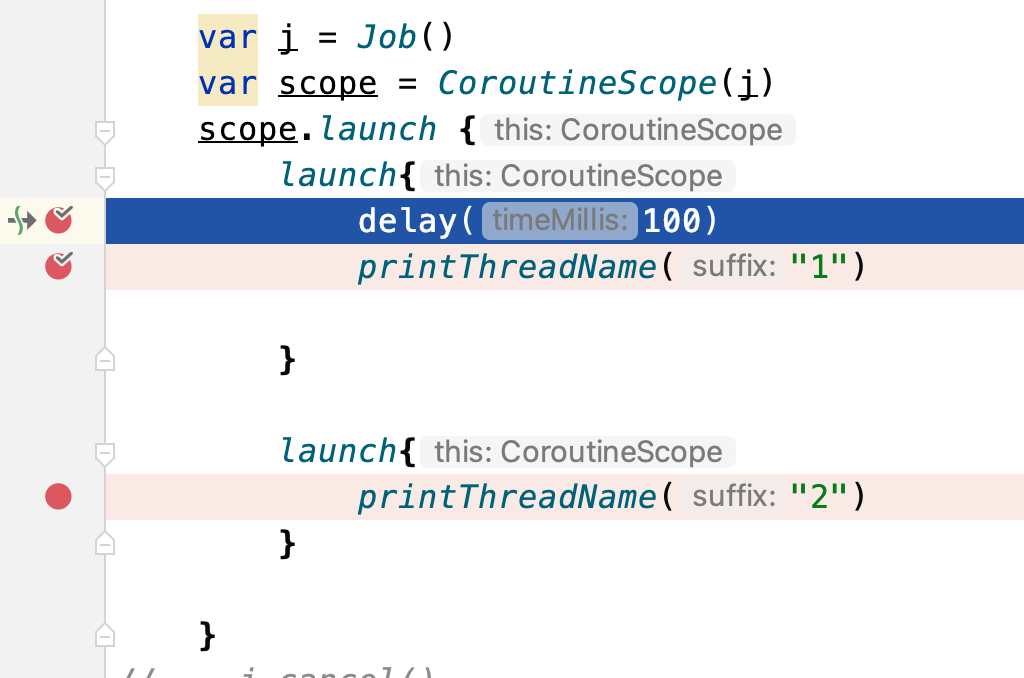 var j = Job()
var scope = CoroutineScope(j)
scope.launch { this: CoroutineScope
launch{ this: CoroutineScope
delay( timeMillis: 100)
printThreadName( suffix: "1")
}
launch{ this: CoroutineScope
printThreadName( suffix: "2")
}
}
// j.cancel()